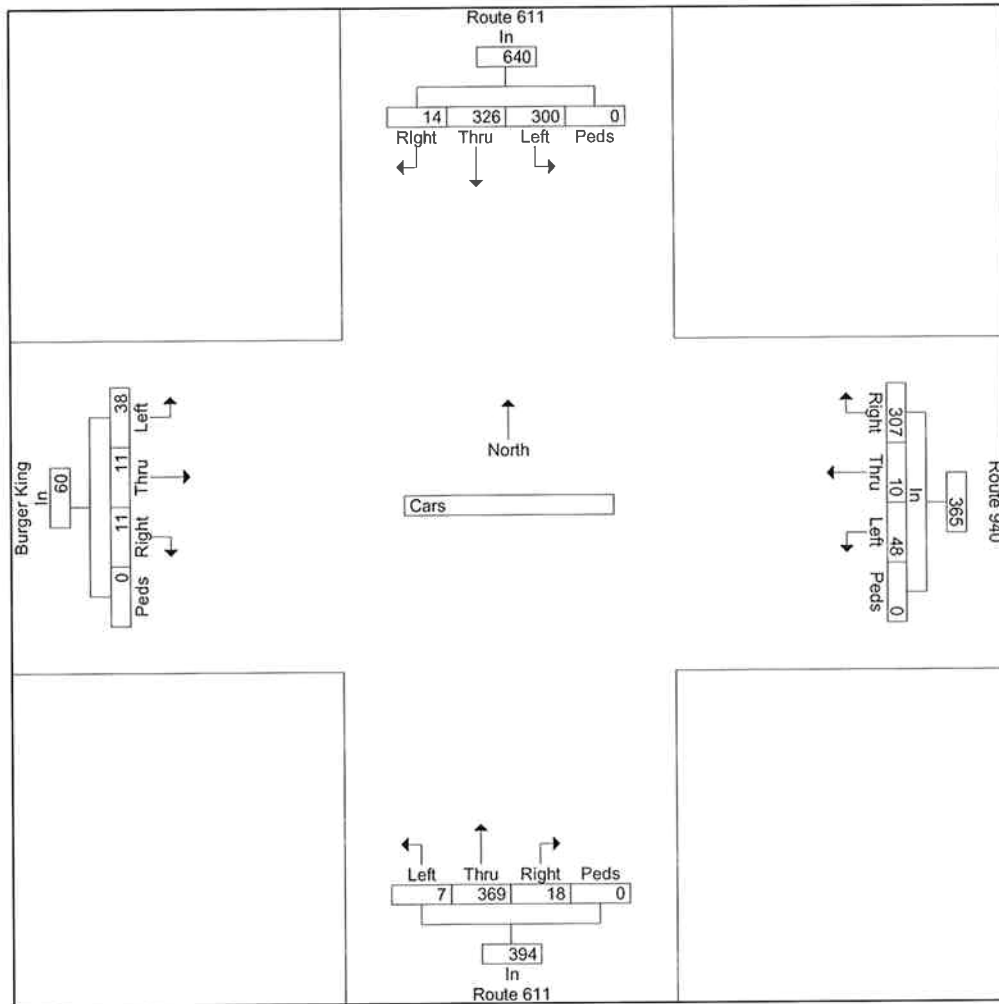 Route 611
In
640
14 326 300 0
RIght Thru Left Peds
Burger King
In
60
38 11 11 0
Left Thru Right Peds
North
Cars
Route 940
In
365
307 10 48 0
Right Thru Left Peds
Left Thru Right Peds
7 369 18 0
394
In
Route 611